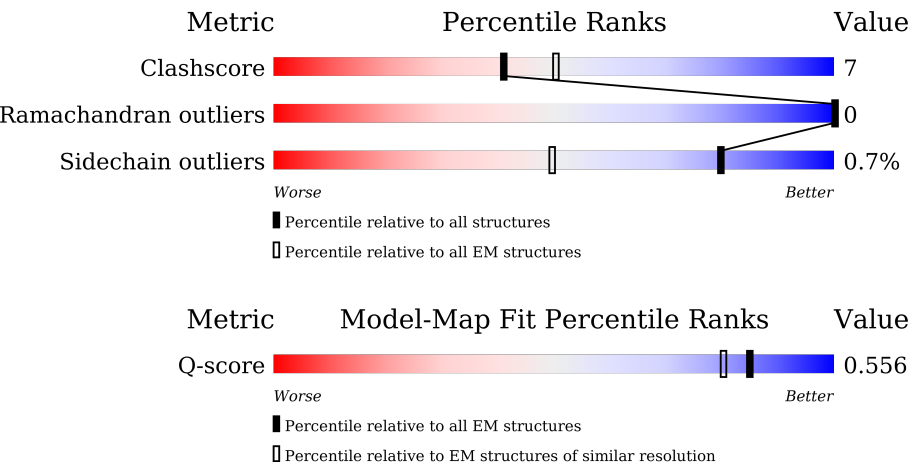 Metric Percentile Ranks Value
Clashscore 7
Ramachandran outliers 0
Sidechain outliers 0.7%
Worse Better
Percentile relative to all structures
Percentile relative to all EM structures
Metric Model-Map Fit Percentile Ranks Value
Q-score 0.556
Worse Better
Percentile relative to all EM structures
Percentile relative to EM structures of similar resolution